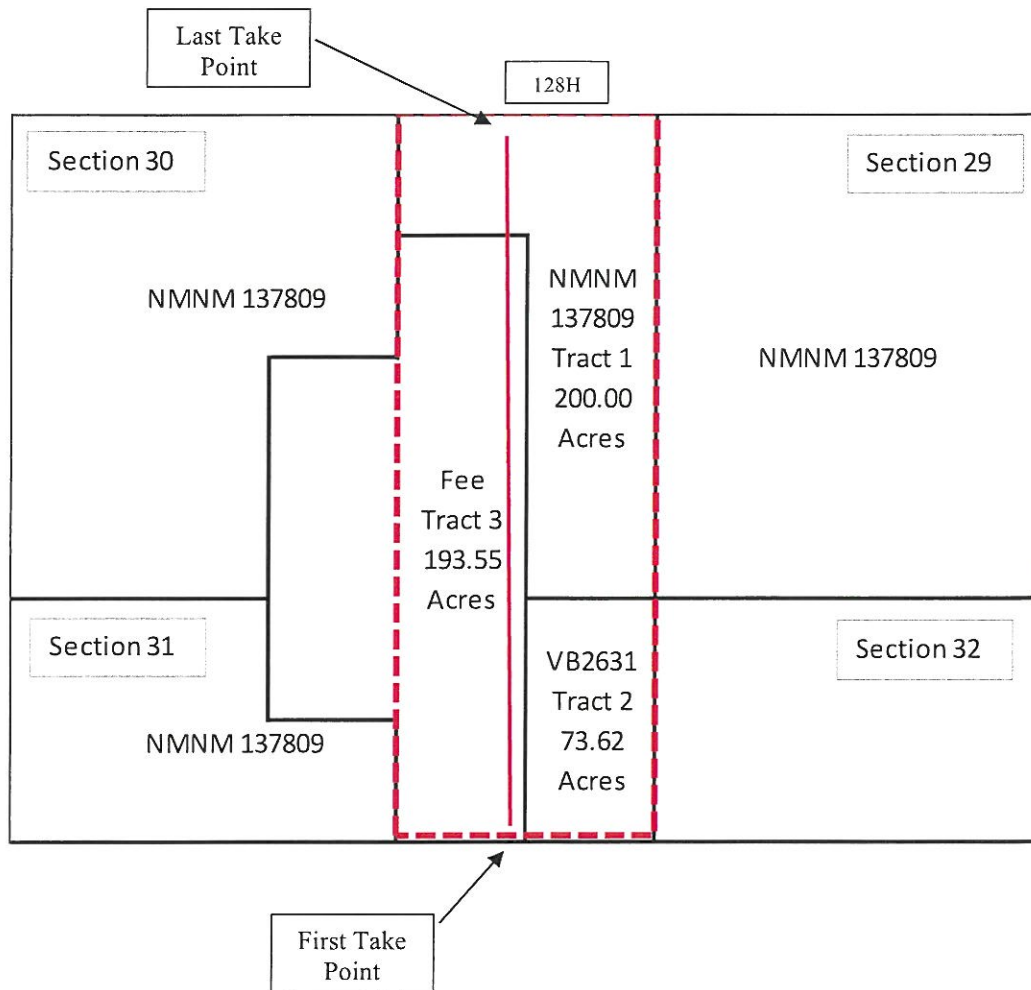 Last Take
Point
128H
Section 30
Section 29
NMNM 137809
NMNM
137809
Tract 1
200.00
Acres
NMNM 137809
Fee
Tract 3
193.55
Acres
Section 31
VB2631
Tract 2
73.62
Acres
Section 32
NMNM 137809
First Take
Point